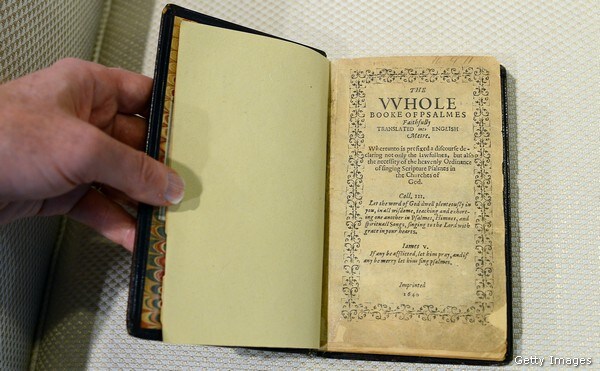 THE
VVHOLE
BOOKE OF PSALMES
Faithfully
TRANSLATED into ENGLISH
Metre.
Whereunto is prefixed a discourse de-
claring not only the lawfullnes, but also
the necessity of the heavenly Ordinance
of singing Scripture Psalmes in
the Churches of
God.
Coll. III.
Let the word of God dwell plenteously in
you, in all wisdome, teaching and exhort-
ing one another in Psalmes, Himnes, and
spirituall Songs, singing to the Lord with
grace in your hearts.
Iames V.
If any be afflicted, let him pray, and if
any be merry let him sing psalmes.
Imprinted
1640
Getty Images